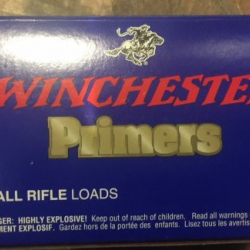 WINCHESTE
Primers
ALL RIFLE LOADS
GER: HIGHLY EXPLOSIVE! Keep out of reach of children. Read all warnings
MENT EXPLOSIF. Gardez hors de la portée des enfants. Lisez tous les avertis